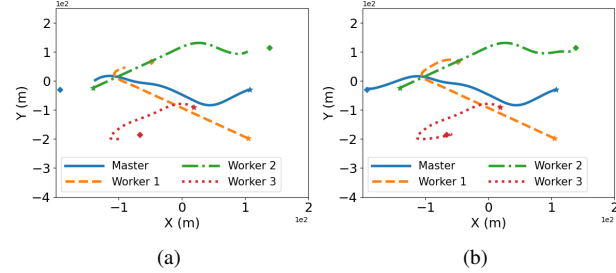 1e2 1e2
2 2
1 1
0 0
−1 −1
−2 −2
−3 −3
−4 −4
Y (m) Y (m)
Master Worker 2 Master Worker 2
Worker 1 Worker 3 Worker 1 Worker 3
−1 0 1 2 −1 0 1 2
X (m) 1e2 X (m) 1e2
(a) (b)